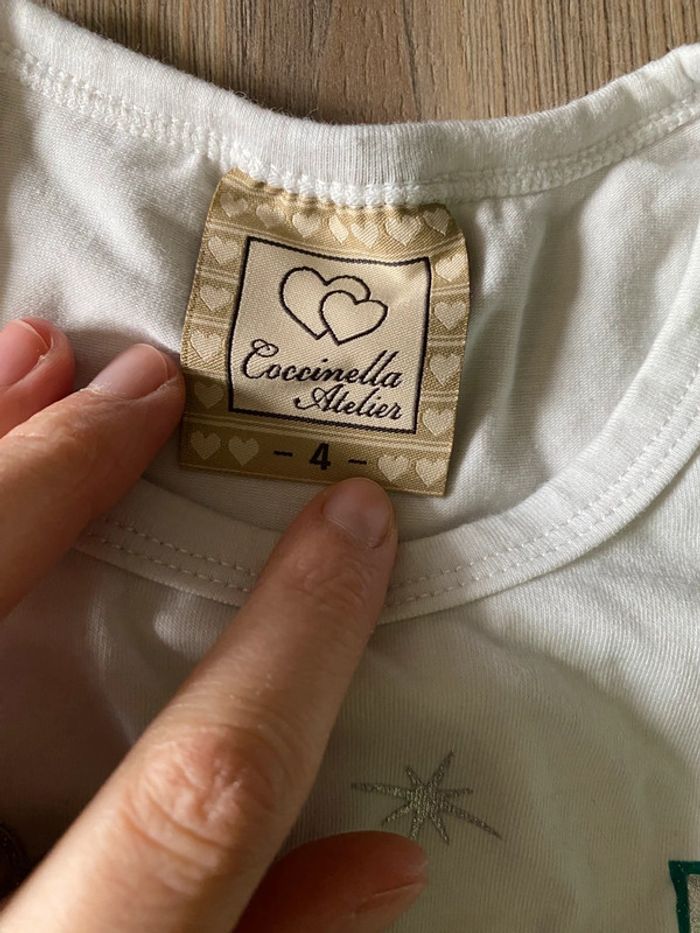 Coccinella
Atelier
- 4 -